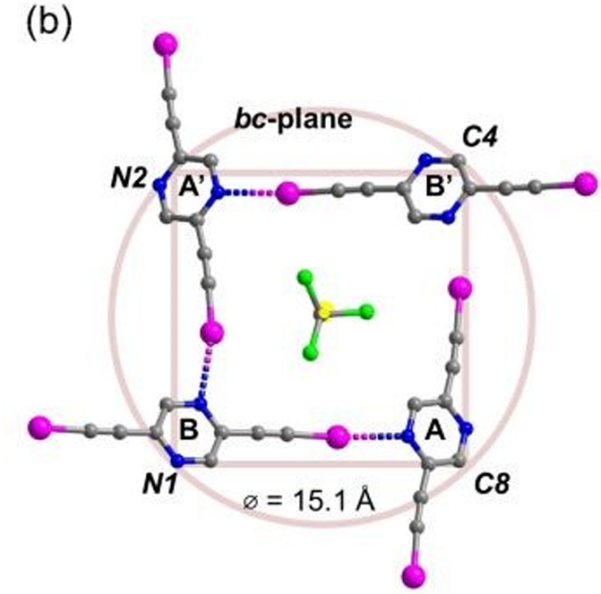 (b)
bc-plane
C4
N2
A'
B'
B
A
N1
C8
⌀ = 15.1 Å